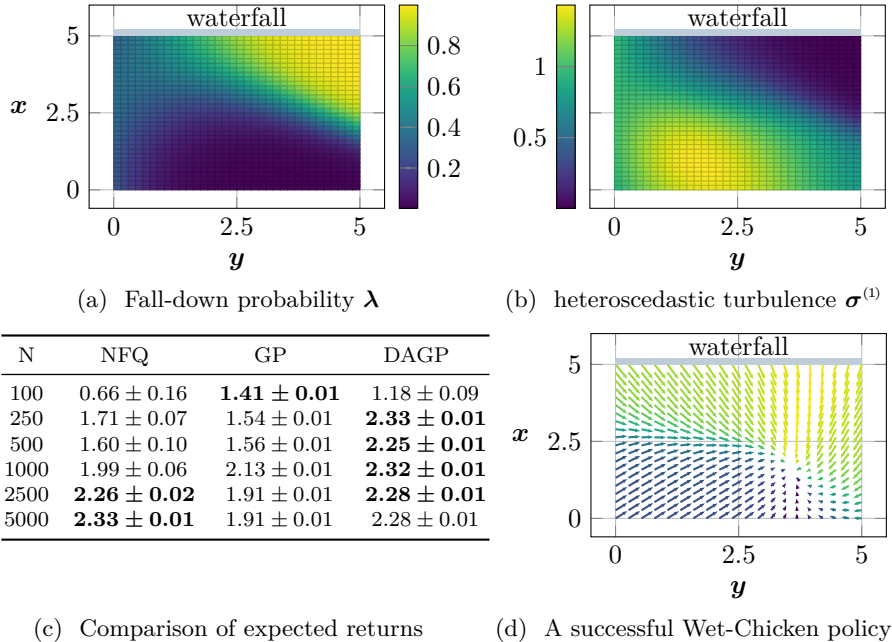 waterfall
waterfall
5
2.5
0
x
0
2.5
5
y
0.8
0.6
0.4
0.2
1
0.5
0
2.5
5
y
(a) Fall-down probability λ
(b) heteroscedastic turbulence σ⁽¹⁾
N NFQ GP DAGP
100 0.66 ± 0.16 1.41 ± 0.01 1.18 ± 0.09
250 1.71 ± 0.07 1.54 ± 0.01 2.33 ± 0.01
500 1.60 ± 0.10 1.56 ± 0.01 2.25 ± 0.01
1000 1.99 ± 0.06 2.13 ± 0.01 2.32 ± 0.01
2500 2.26 ± 0.02 1.91 ± 0.01 2.28 ± 0.01
5000 2.33 ± 0.01 1.91 ± 0.01 2.28 ± 0.01
waterfall
5
2.5
0
x
0
2.5
5
y
(c) Comparison of expected returns
(d) A successful Wet-Chicken policy